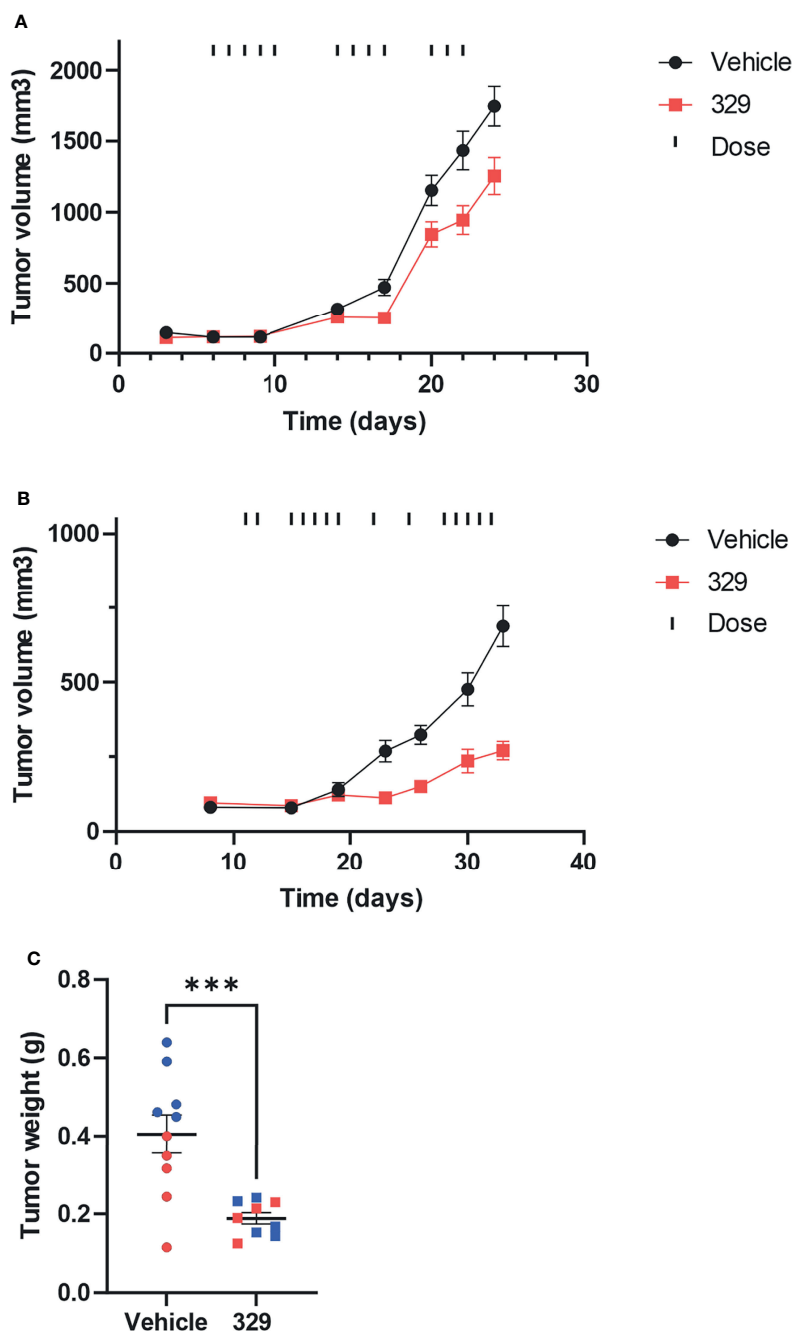 A
Tumor volume (mm3)
2000
1500
1000
500
0
0 10 20 30
Time (days)
Vehicle
329
Dose
B
Tumor volume (mm3)
1000
500
0
0 10 20 30 40
Time (days)
Vehicle
329
Dose
C
Tumor weight (g)
0.8
0.6
0.4
0.2
0.0
***
Vehicle 329